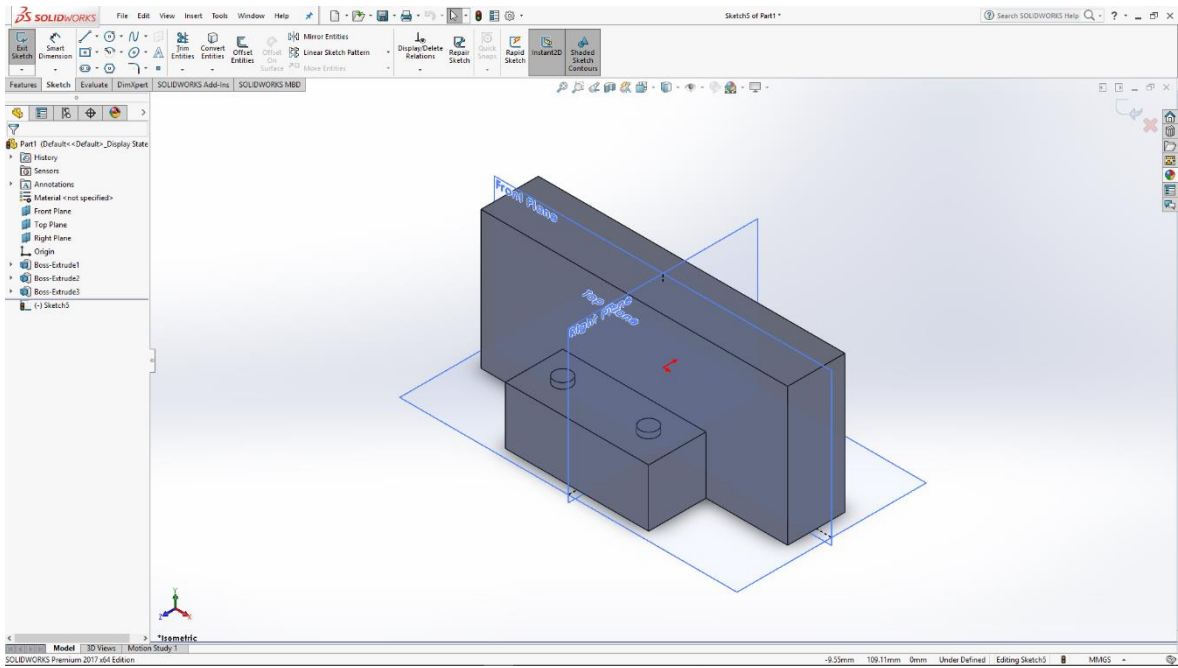 SOLIDWORKS File Edit View Insert Tools Window Help Sketch5 of Part1 * Search SOLIDWORKS Help
Exit Sketch
Smart Dimension
Trim Entities
Convert Entities
Offset Entities
Offset On Surface
Mirror Entities
Linear Sketch Pattern
Move Entities
Display/Delete Relations
Repair Sketch
Quick Snaps
Rapid Sketch
Instant2D
Shaded Sketch Contours
Features Sketch Evaluate DimXpert SOLIDWORKS Add-Ins SOLIDWORKS MBD
Part1 (Default<<Default>_Display State
History
Sensors
Annotations
Material <not specified>
Front Plane
Top Plane
Right Plane
Origin
Boss-Extrude1
Boss-Extrude2
Boss-Extrude3
(-) Sketch5
Front Plane
Top Plane
Right Plane
Y
Z
X
*Isometric
Model 3D Views Motion Study 1
SOLIDWORKS Premium 2017 x64 Edition -9.55mm 109.11mm 0mm Under Defined Editing Sketch5 MMGS